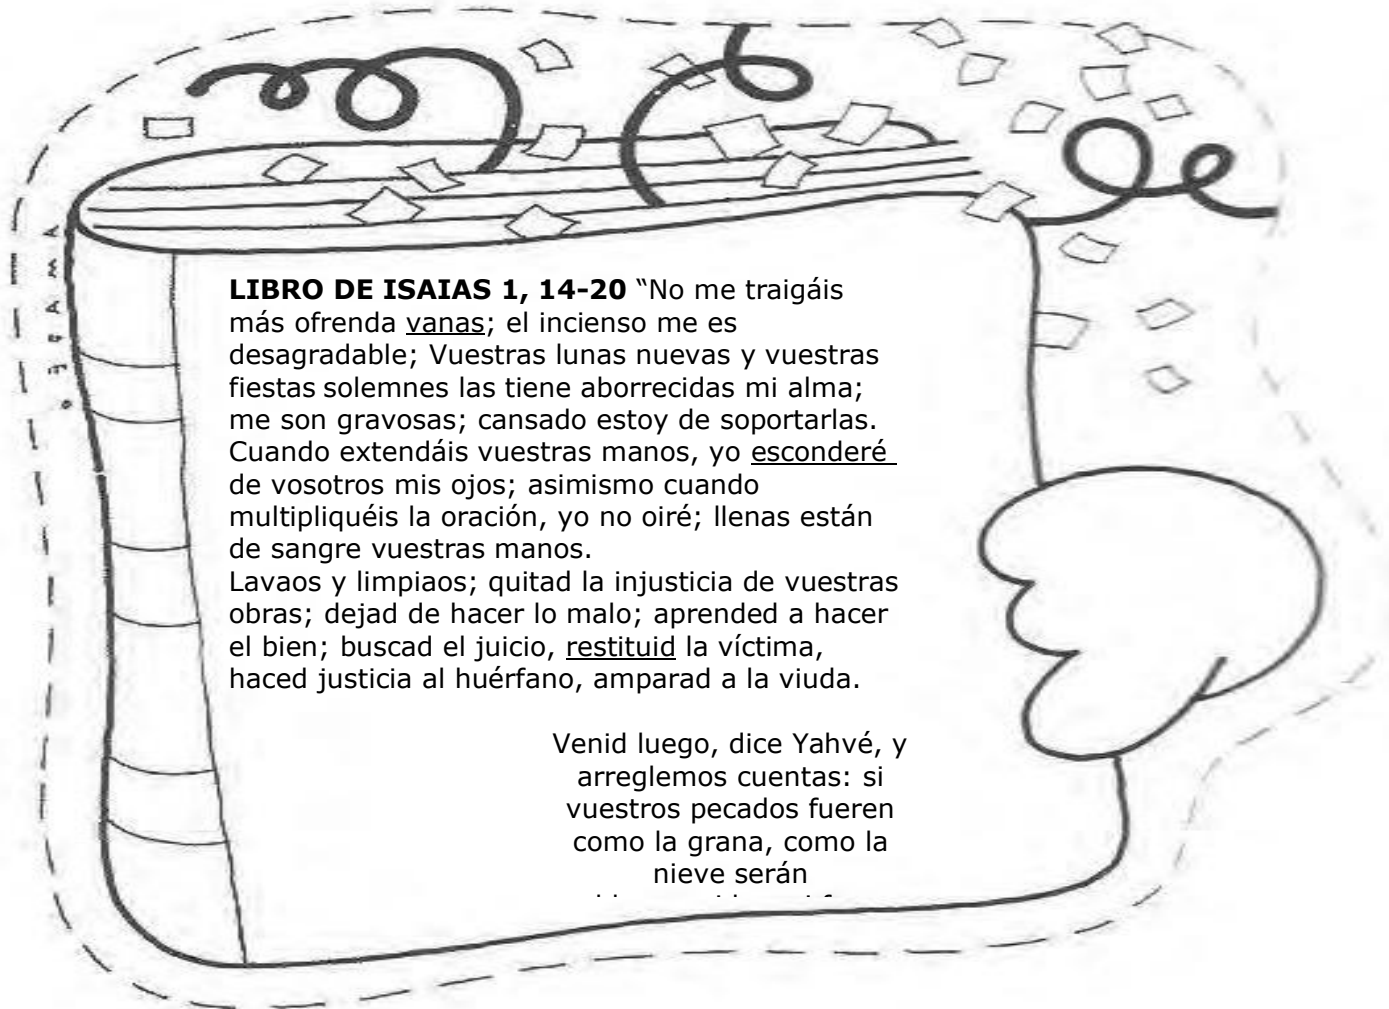 LIBRO DE ISAIAS 1, 14-20 “No me traigáis
más ofrenda vanas; el incienso me es
desagradable; Vuestras lunas nuevas y vuestras
fiestas solemnes las tiene aborrecidas mi alma;
me son gravosas; cansado estoy de soportarlas.
Cuando extendáis vuestras manos, yo esconderé
de vosotros mis ojos; asimismo cuando
multipliquéis la oración, yo no oiré; llenas están
de sangre vuestras manos.
Lavaos y limpiaos; quitad la injusticia de vuestras
obras; dejad de hacer lo malo; aprended a hacer
el bien; buscad el juicio, restituid la víctima,
haced justicia al huérfano, amparad a la viuda.
Venid luego, dice Yahvé, y
arreglemos cuentas: si
vuestros pecados fueren
como la grana, como la
nieve serán